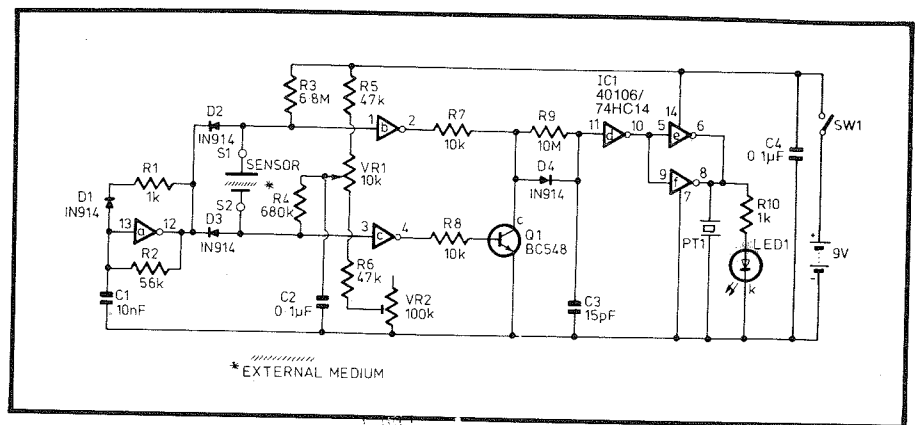 R3
6·8M
R5
47k
IC1
40106/
74HC14
D2
IN914
1
b
2
R7
10k
R9
10M
11
d
10
14
5
e
6
SW1
S1
SENSOR
*
S2
R1
1k
D1
IN914
VR1
10k
D4
IN914
9
f
8
7
C4
0·1µF
R4
680k
13
a
12
D3
IN914
3
c
4
R8
10k
c
Q1
BC548
R10
1k
R2
56k
PT1
LED1
k
+
9V
-
R6
47k
C1
10nF
C2
0·1µF
VR2
100k
C3
15pF
* EXTERNAL MEDIUM